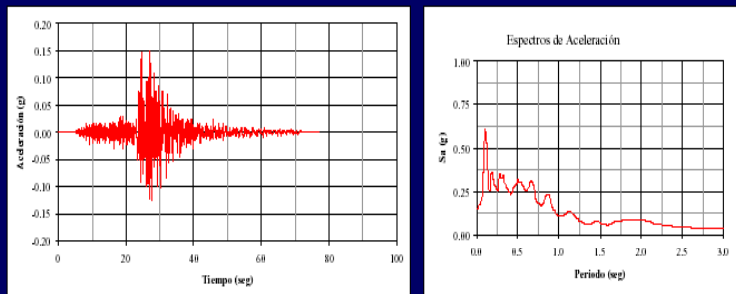 0.20
0.15
0.10
0.05
0.00
-0.05
-0.10
-0.15
-0.20
Aceleración (g)
0 20 40 60 80 100
Tiempo (seg)
Espectros de Aceleración
1.00
0.75
0.50
0.25
0.00
Sa (g)
0.0 0.5 1.0 1.5 2.0 2.5 3.0
Periodo (seg)